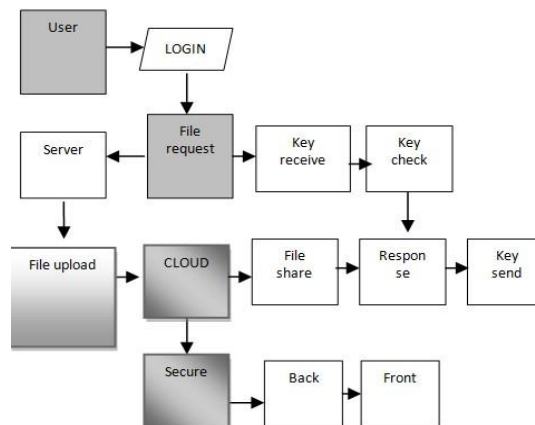 User
LOGIN
File
request
Server
Key
receive
Key
check
File upload
CLOUD
File
share
Respon
se
Key
send
Secure
Back
Front